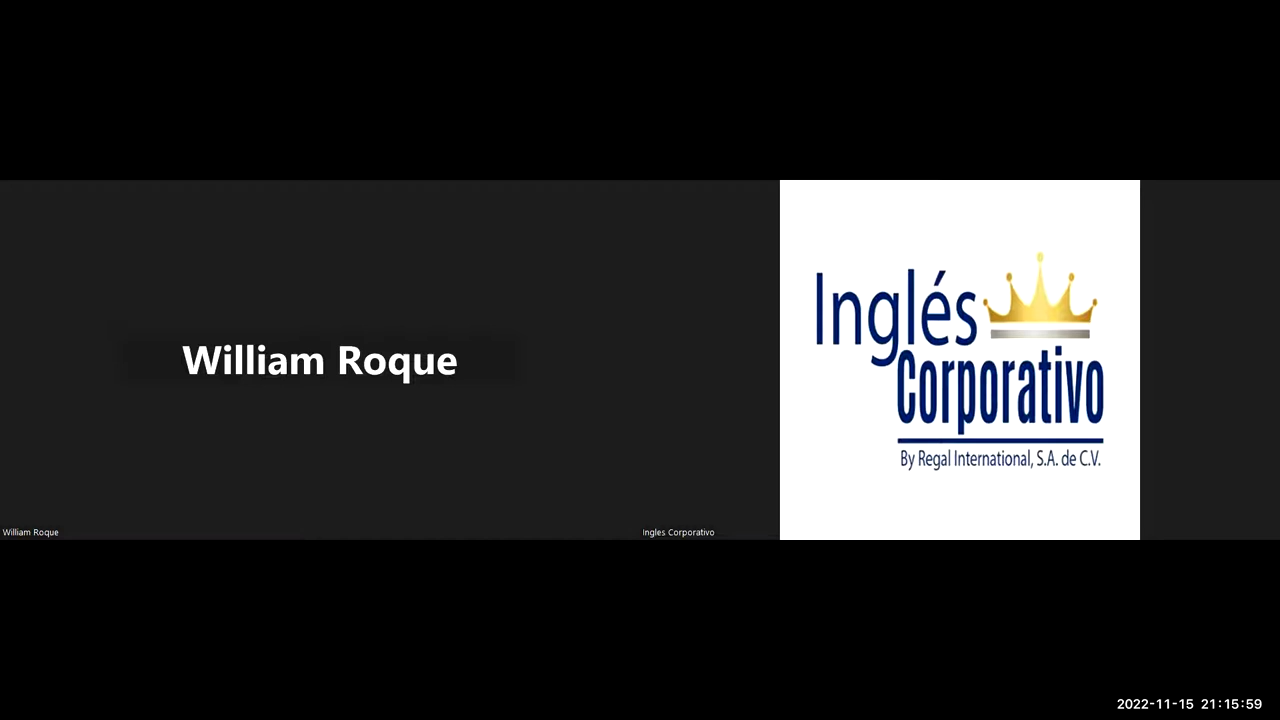 William Roque
Inglés
Corporativo
By Regal International, S.A. de C.V.
William Roque
Ingles Corporativo
2022-11-15 21:15:59